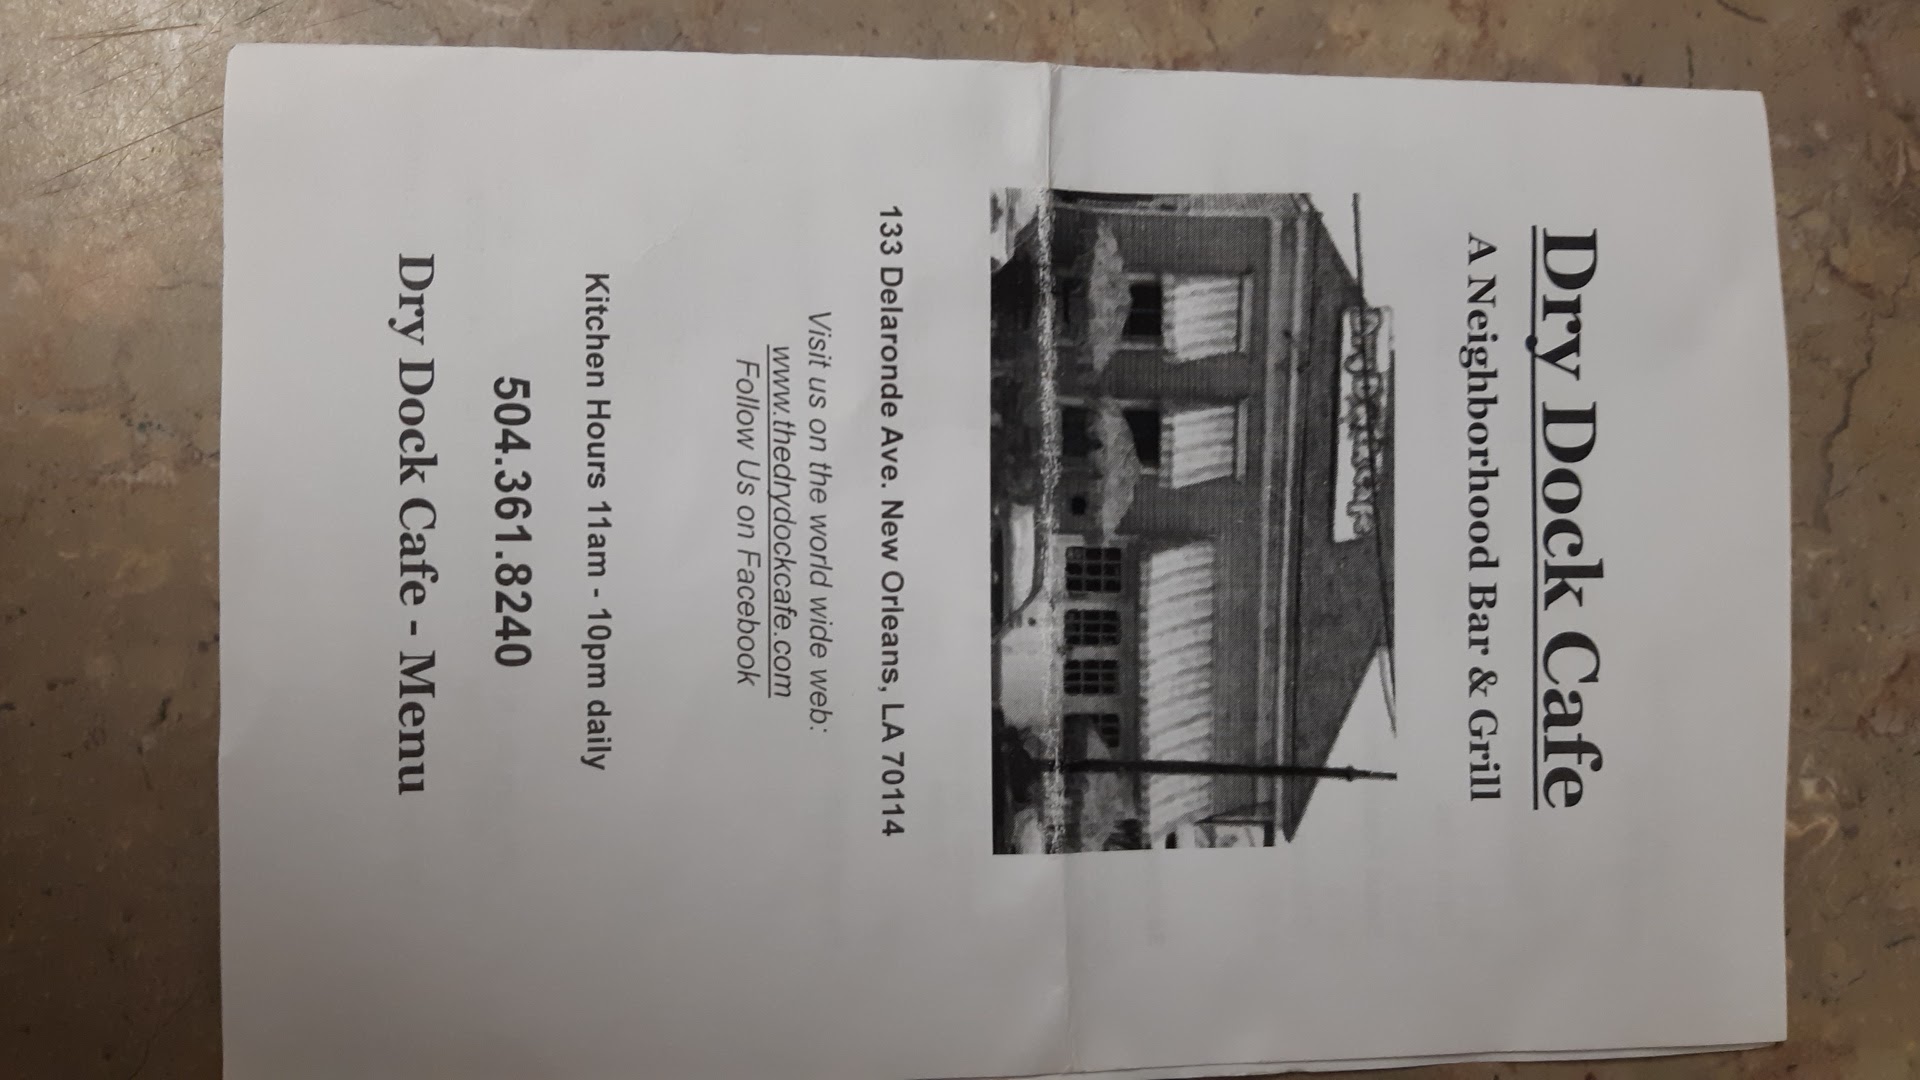 Dry Dock Cafe
A Neighborhood Bar & Grill
133 Delaronde Ave. New Orleans, LA 70114
Visit us on the world wide web:
www.thedrydockcafe.com
Follow Us on Facebook
Kitchen Hours 11am - 10pm daily
504.361.8240
Dry Dock Cafe - Menu